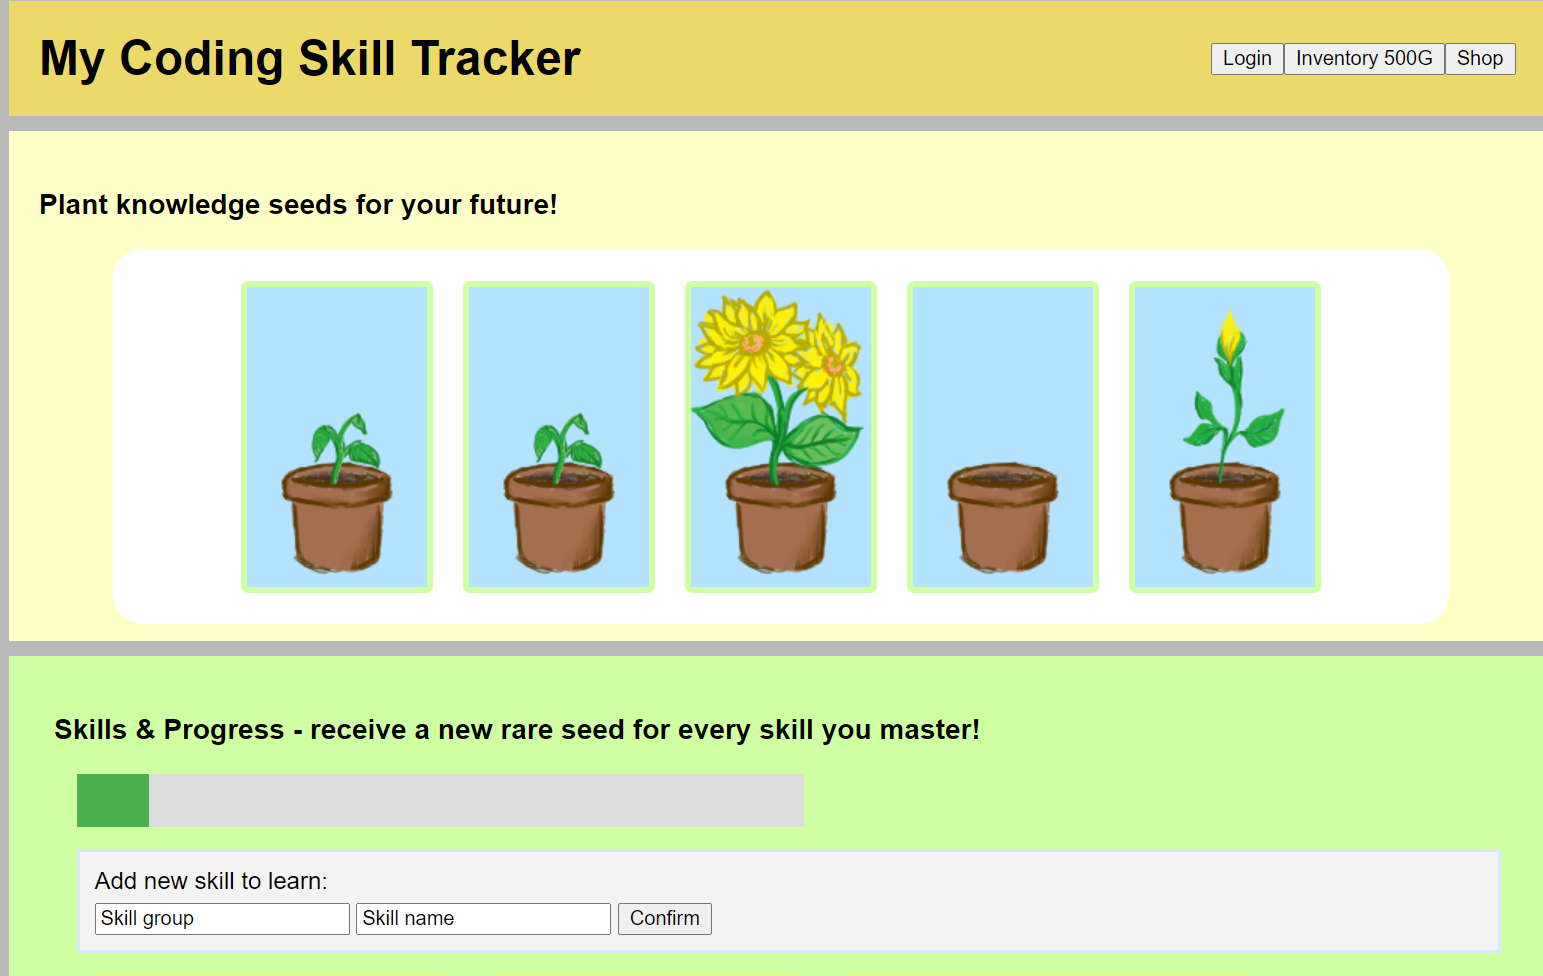 My Coding Skill Tracker
Login Inventory 500G Shop
Plant knowledge seeds for your future!
Skills & Progress - receive a new rare seed for every skill you master!
Add new skill to learn:
Skill group Skill name Confirm